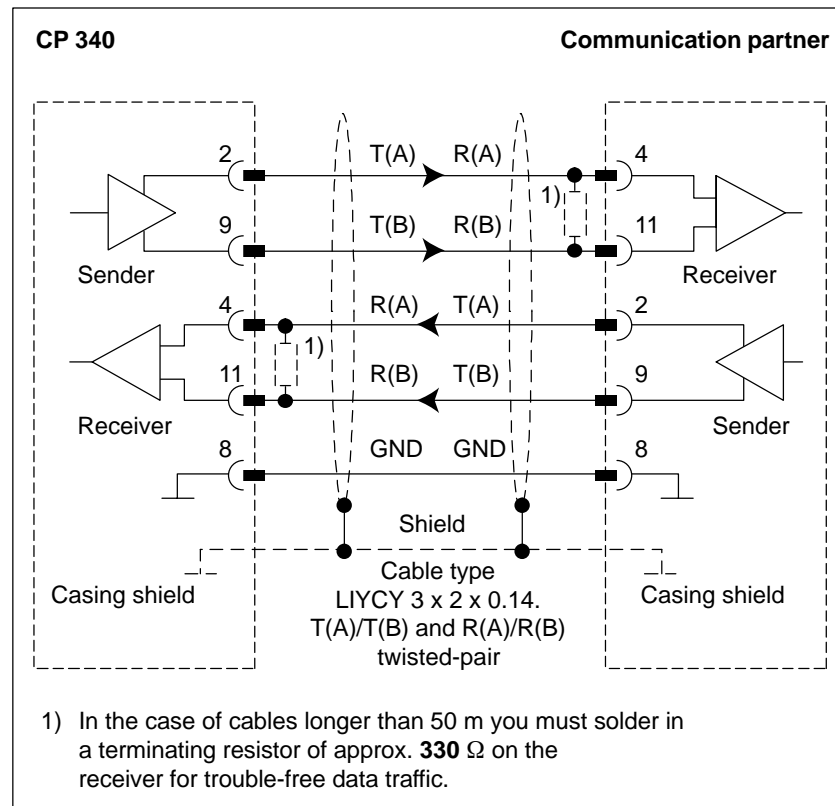 CP 340 Communication partner
2 T(A) R(A) 4
1)
9 T(B) R(B) 11
Sender Receiver
4 R(A) T(A) 2
1)
11 R(B) T(B) 9
Receiver Sender
8 GND GND 8
Shield
Casing shield Cable type Casing shield
LIYCY 3 x 2 x 0.14.
T(A)/T(B) and R(A)/R(B)
twisted-pair
1) In the case of cables longer than 50 m you must solder in
a terminating resistor of approx. 330 Ω on the
receiver for trouble-free data traffic.